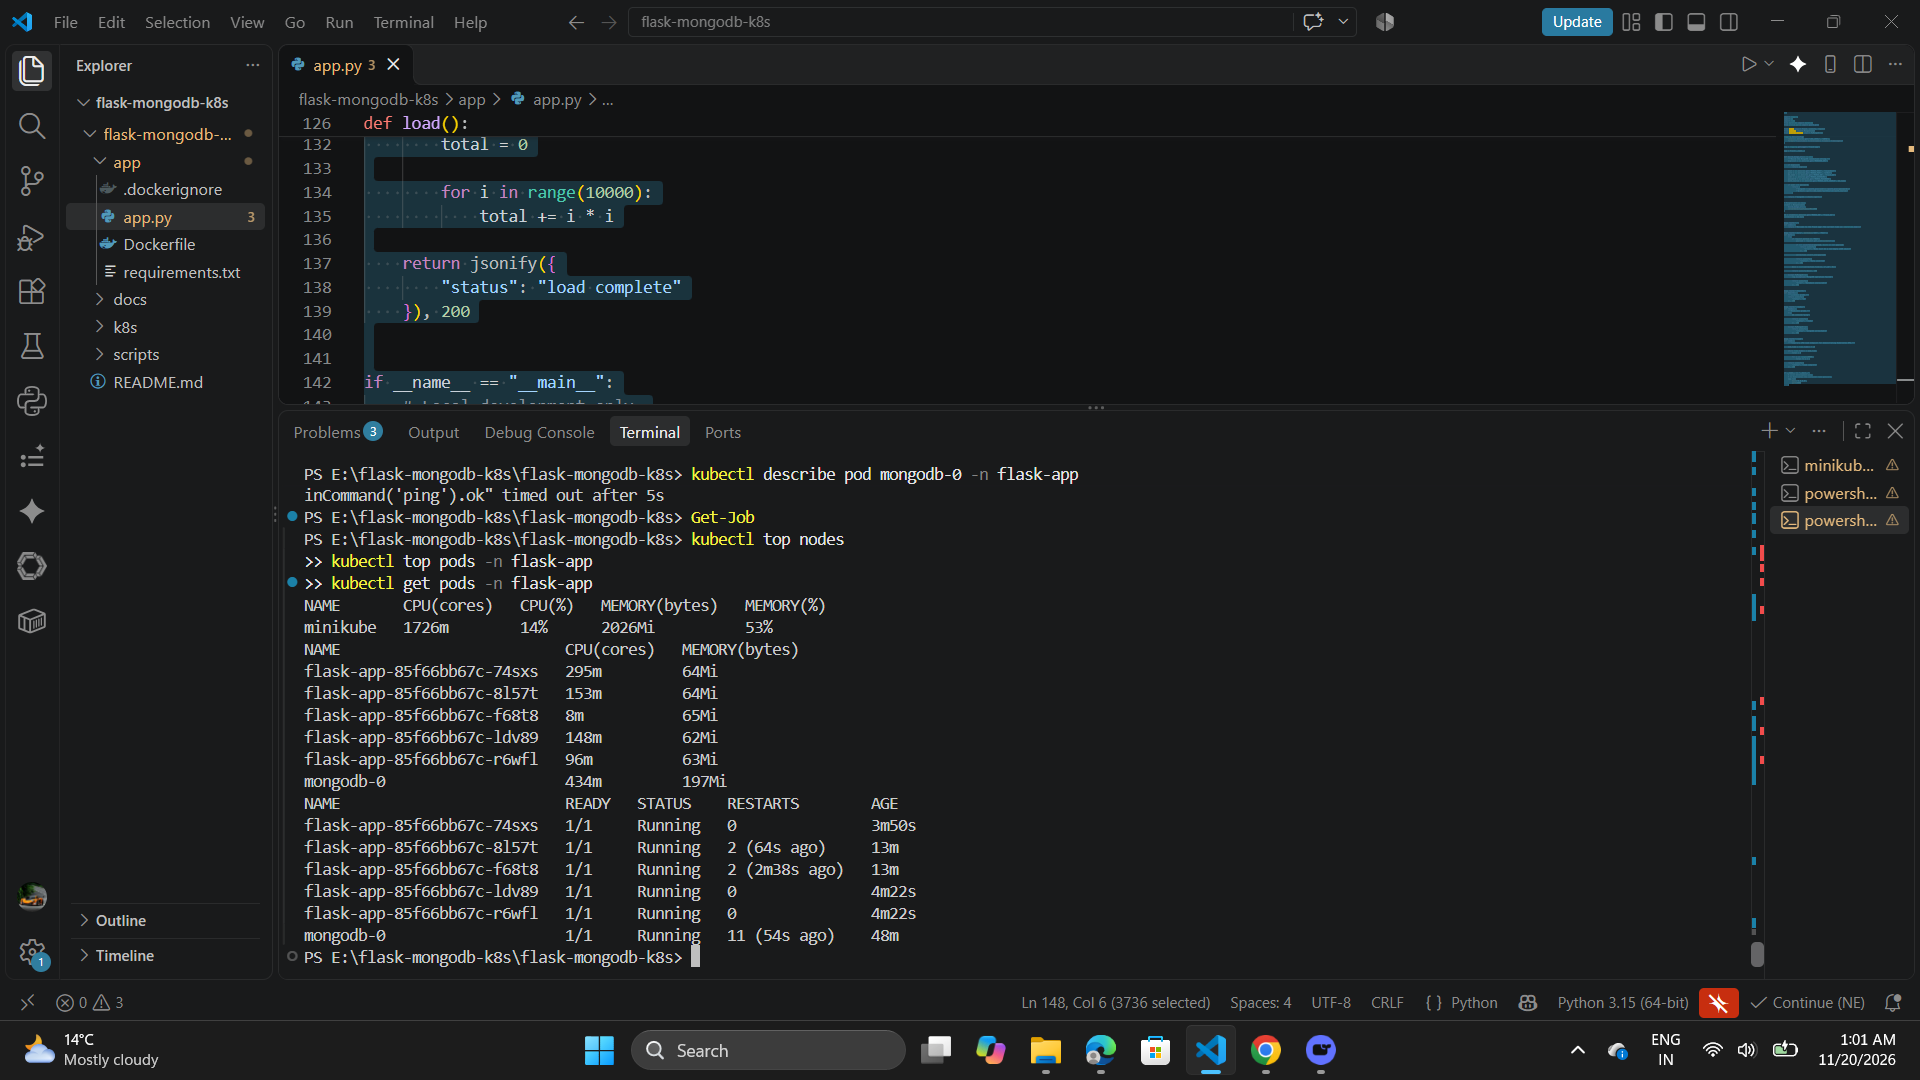 File Edit Selection View Go Run Terminal Help
flask-mongodb-k8s
Update
Explorer
flask-mongodb-k8s
flask-mongodb-...
app
.dockerignore
app.py 3
Dockerfile
requirements.txt
docs
k8s
scripts
README.md
Outline
Timeline
app.py 3
flask-mongodb-k8s > app > app.py > ...
126 def load():
132 total = 0
133
134 for i in range(10000):
135 total += i * i
136
137 return jsonify({
138 "status": "load complete"
139 }), 200
140
141
142 if __name__ == "__main__":
Problems 3 Output Debug Console Terminal Ports
PS E:\flask-mongodb-k8s\flask-mongodb-k8s> kubectl describe pod mongodb-0 -n flask-app
inCommand('ping').ok" timed out after 5s
PS E:\flask-mongodb-k8s\flask-mongodb-k8s> Get-Job
PS E:\flask-mongodb-k8s\flask-mongodb-k8s> kubectl top nodes
>> kubectl top pods -n flask-app
>> kubectl get pods -n flask-app
NAME CPU(cores) CPU(%) MEMORY(bytes) MEMORY(%)
minikube 1726m 14% 2026Mi 53%
NAME CPU(cores) MEMORY(bytes)
flask-app-85f66bb67c-74sxs 295m 64Mi
flask-app-85f66bb67c-8l57t 153m 64Mi
flask-app-85f66bb67c-f68t8 8m 65Mi
flask-app-85f66bb67c-ldv89 148m 62Mi
flask-app-85f66bb67c-r6wfl 96m 63Mi
mongodb-0 434m 197Mi
NAME READY STATUS RESTARTS AGE
flask-app-85f66bb67c-74sxs 1/1 Running 0 3m50s
flask-app-85f66bb67c-8l57t 1/1 Running 2 (64s ago) 13m
flask-app-85f66bb67c-f68t8 1/1 Running 2 (2m38s ago) 13m
flask-app-85f66bb67c-ldv89 1/1 Running 0 4m22s
flask-app-85f66bb67c-r6wfl 1/1 Running 0 4m22s
mongodb-0 1/1 Running 11 (54s ago) 48m
PS E:\flask-mongodb-k8s\flask-mongodb-k8s>
minikub...
powersh...
powersh...
1
0 3
Ln 148, Col 6 (3736 selected) Spaces: 4 UTF-8 CRLF { } Python Python 3.15 (64-bit) Continue (NE)
14°C
Mostly cloudy
Search
ENG
IN
1:01 AM
11/20/2026